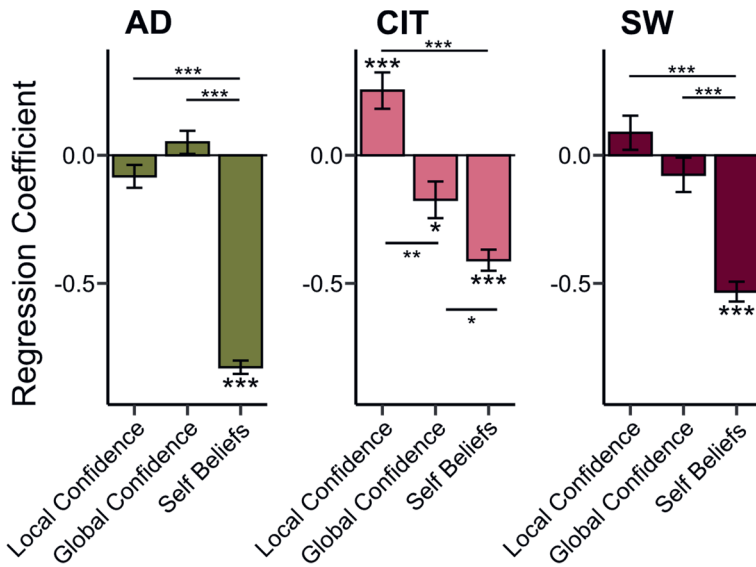 AD CIT SW
Regression Coefficient
*** *** ***
*** *** ***
0.0 0.0 0.0
*
**
-0.5 -0.5 -0.5
*** ***
*
***
Local Confidence Global Confidence Self Beliefs Local Confidence Global Confidence Self Beliefs Local Confidence Global Confidence Self Beliefs